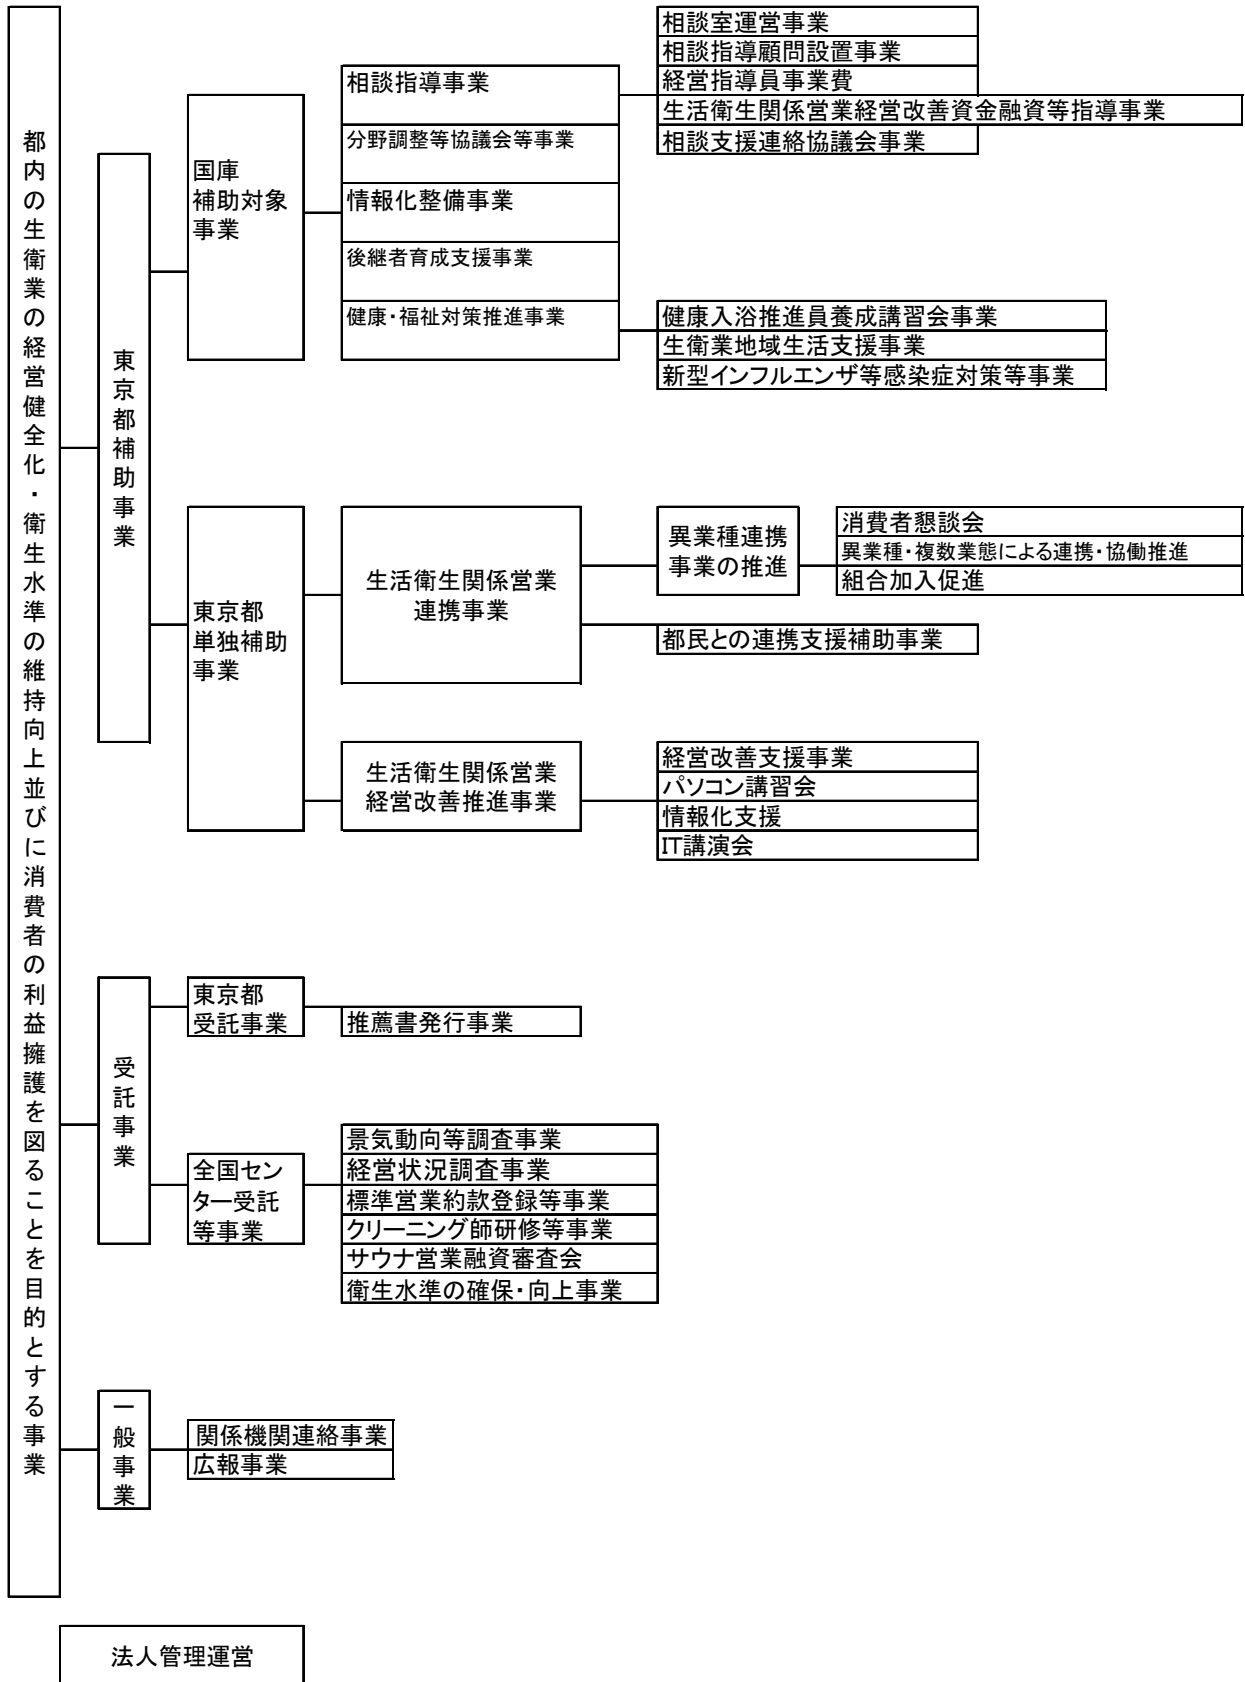 都内の生衛業の経営健全化・衛生水準の維持向上並びに消費者の利益擁護を図ることを目的とする事業
東京都補助事業
国庫
補助対象
事業
相談指導事業
相談室運営事業
相談指導顧問設置事業
経営指導員事業費
生活衛生関係営業経営改善資金融資等指導事業
相談支援連絡協議会事業
分野調整等協議会等事業
情報化整備事業
後継者育成支援事業
健康・福祉対策推進事業
健康入浴推進員養成講習会事業
生衛業地域生活支援事業
新型インフルエンザ等感染症対策等事業
東京都
単独補助
事業
生活衛生関係営業
連携事業
異業種連携
事業の推進
消費者懇談会
異業種・複数業態による連携・協働推進
組合加入促進
都民との連携支援補助事業
生活衛生関係営業
経営改善推進事業
経営改善支援事業
パソコン講習会
情報化支援
IT講演会
受託事業
東京都
受託事業
推薦書発行事業
全国セン
ター受託
等事業
景気動向等調査事業
経営状況調査事業
標準営業約款登録等事業
クリーニング師研修等事業
サウナ営業融資審査会
衛生水準の確保・向上事業
一般事業
関係機関連絡事業
広報事業
法人管理運営